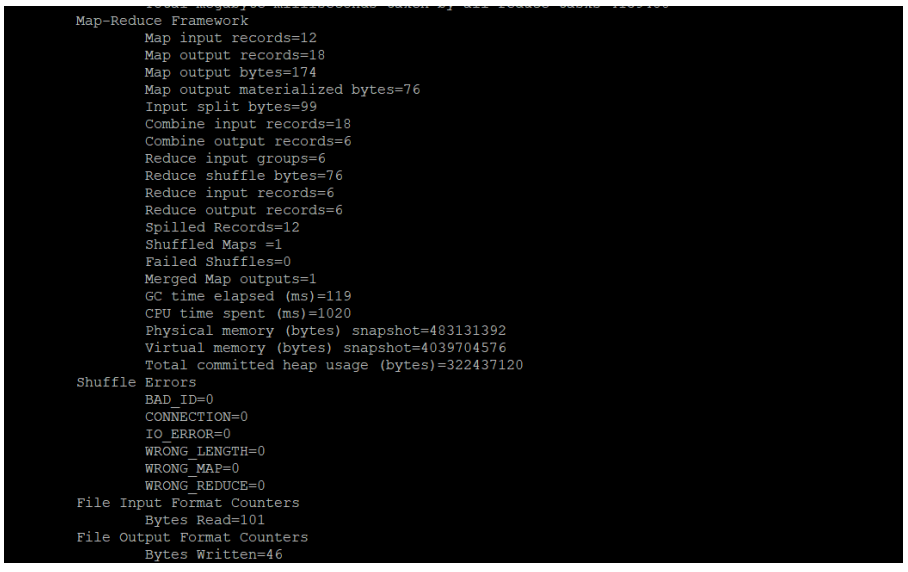 Map-Reduce Framework
Map input records=12
Map output records=18
Map output bytes=174
Map output materialized bytes=76
Input split bytes=99
Combine input records=18
Combine output records=6
Reduce input groups=6
Reduce shuffle bytes=76
Reduce input records=6
Reduce output records=6
Spilled Records=12
Shuffled Maps =1
Failed Shuffles=0
Merged Map outputs=1
GC time elapsed (ms)=119
CPU time spent (ms)=1020
Physical memory (bytes) snapshot=483131392
Virtual memory (bytes) snapshot=4039704576
Total committed heap usage (bytes)=322437120
Shuffle Errors
BAD_ID=0
CONNECTION=0
IO_ERROR=0
WRONG_LENGTH=0
WRONG_MAP=0
WRONG_REDUCE=0
File Input Format Counters
Bytes Read=101
File Output Format Counters
Bytes Written=46